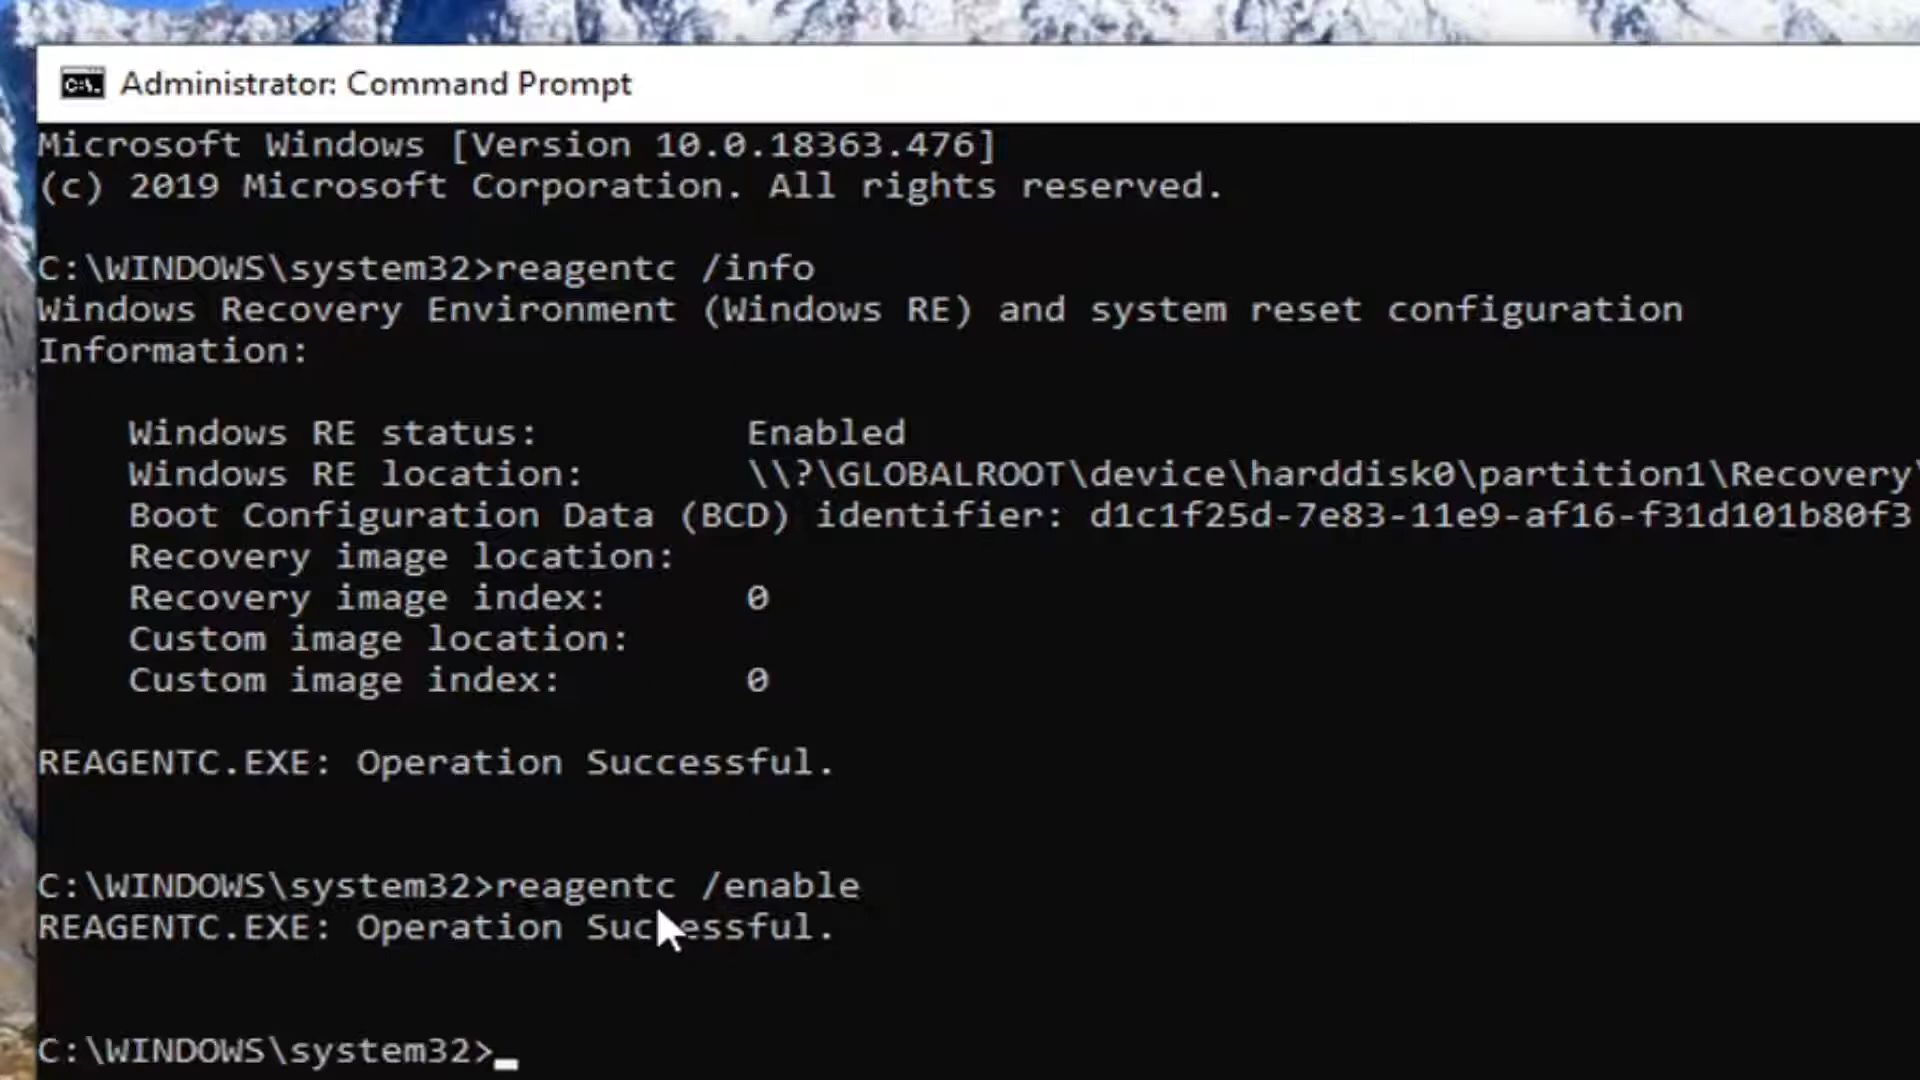 Administrator: Command Prompt
Microsoft Windows [Version 10.0.18363.476]
(c) 2019 Microsoft Corporation. All rights reserved.
C:\WINDOWS\system32>reagentc /info
Windows Recovery Environment (Windows RE) and system reset configuration
Information:
Windows RE status: Enabled
Windows RE location: \\?\GLOBALROOT\device\harddisk0\partition1\Recovery\
Boot Configuration Data (BCD) identifier: d1c1f25d-7e83-11e9-af16-f31d101b80f3
Recovery image location:
Recovery image index: 0
Custom image location:
Custom image index: 0
REAGENTC.EXE: Operation Successful.
C:\WINDOWS\system32>reagentc /enable
REAGENTC.EXE: Operation Successful.
C:\WINDOWS\system32>